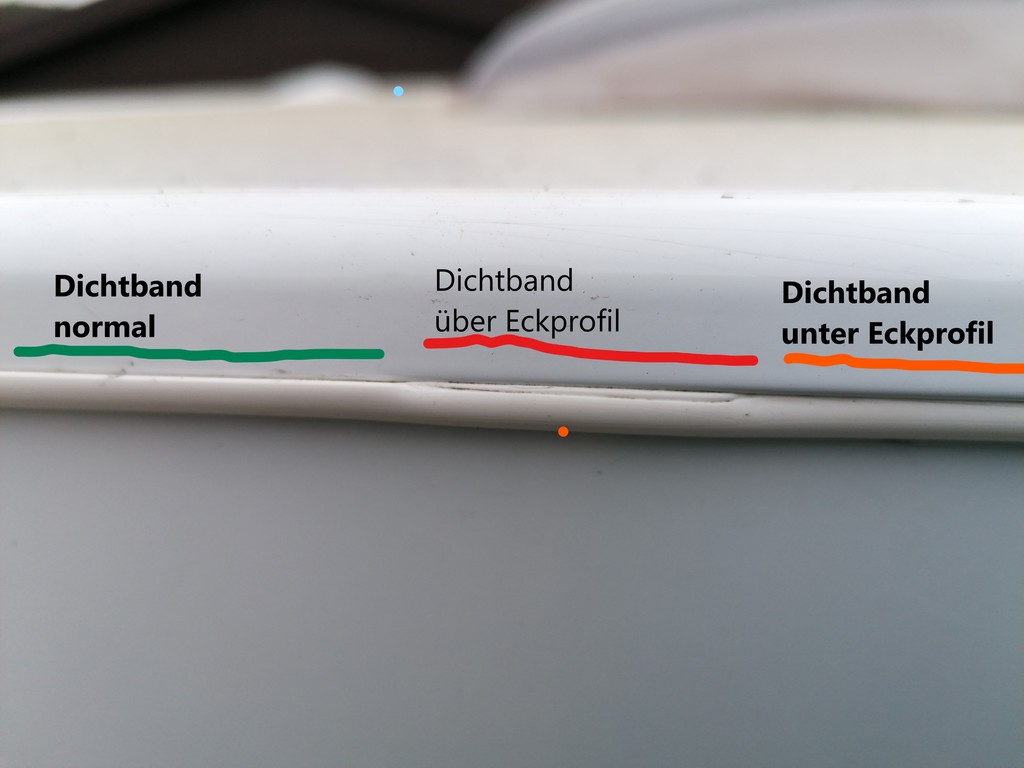 Dichtband
normal
Dichtband
über Eckprofil
Dichtband
unter Eckprofil